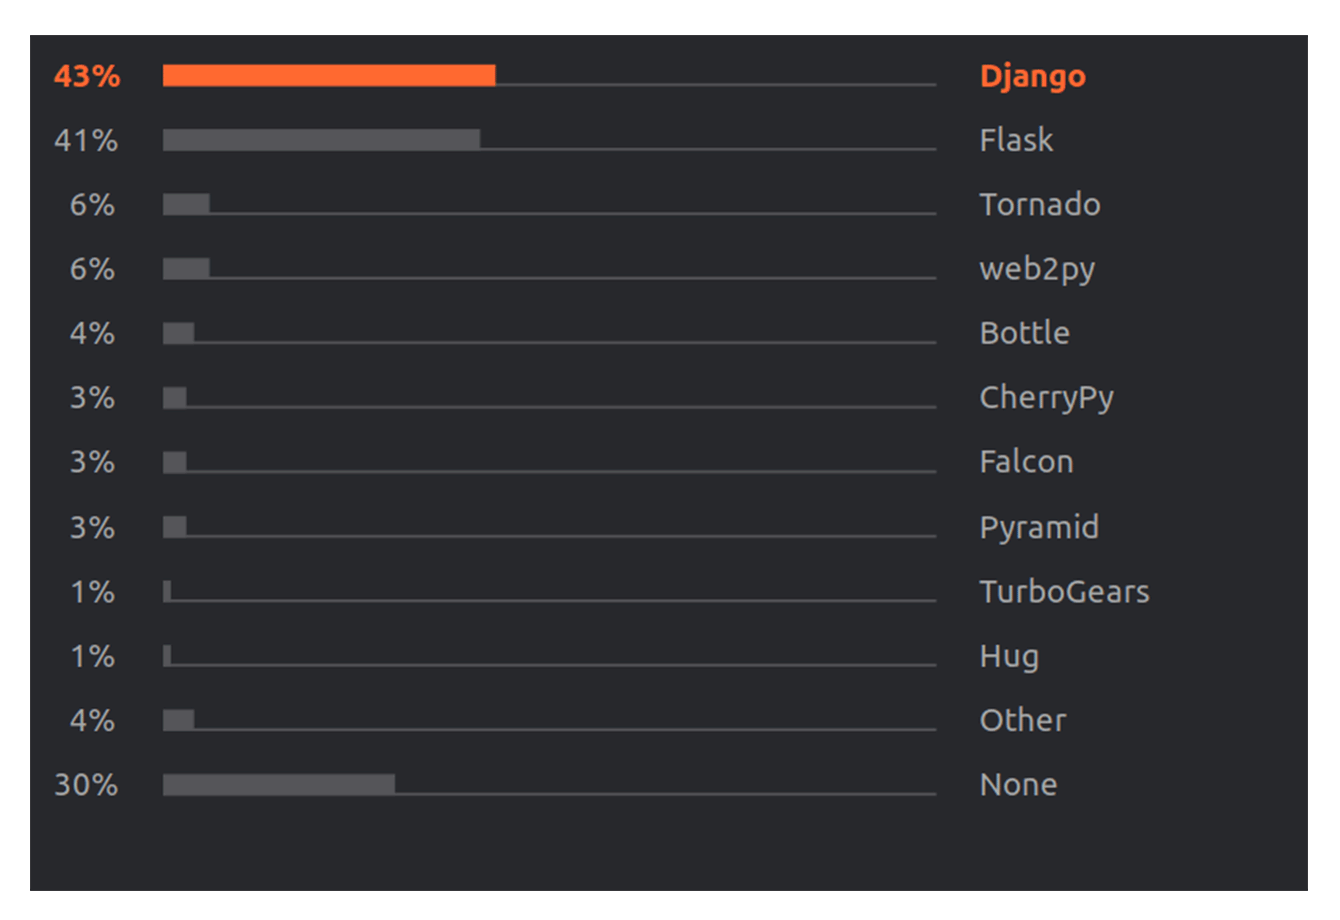 43% Django
41% Flask
6% Tornado
6% web2py
4% Bottle
3% CherryPy
3% Falcon
3% Pyramid
1% TurboGears
1% Hug
4% Other
30% None